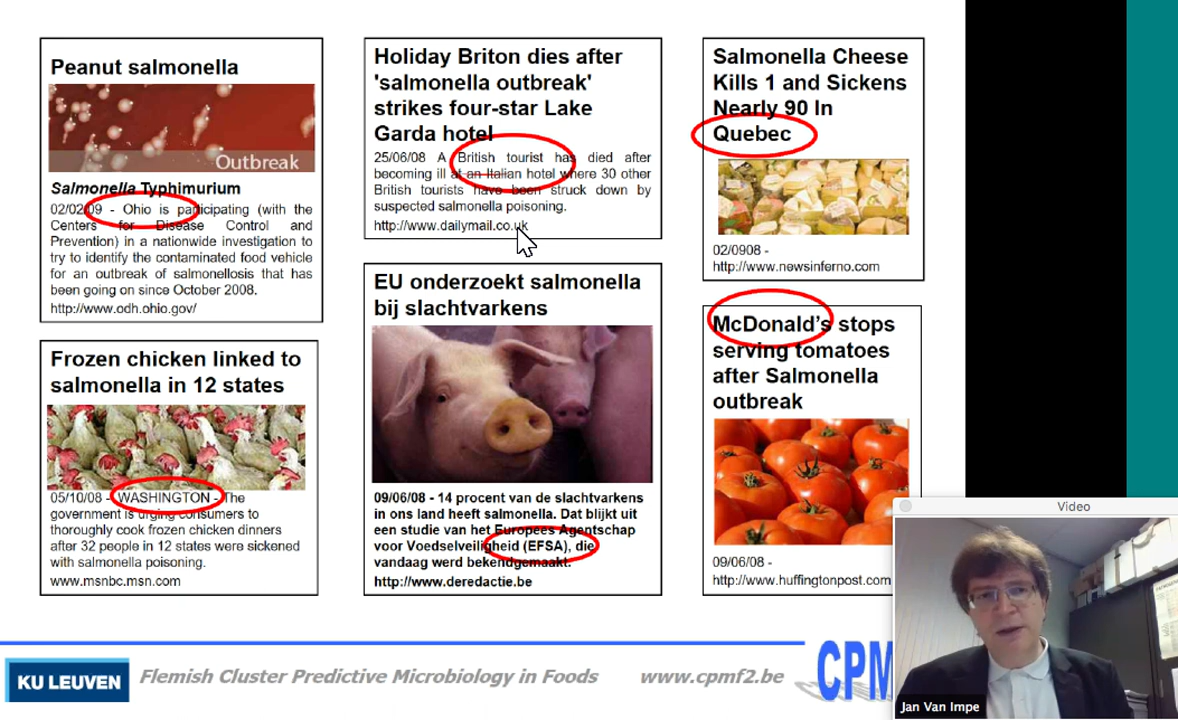 Peanut salmonella
Outbreak
Salmonella Typhimurium
02/02/09 - Ohio is participating (with the
Centers for Disease Control and
Prevention) in a nationwide investigation to
try to identify the contaminated food vehicle
for an outbreak of salmonellosis that has
been going on since October 2008.
http://www.odh.ohio.gov/
Frozen chicken linked to
salmonella in 12 states
05/10/08 - WASHINGTON - The
government is urging consumers to
thoroughly cook frozen chicken dinners
after 32 people in 12 states were sickened
with salmonella poisoning.
www.msnbc.msn.com
Holiday Briton dies after
'salmonella outbreak'
strikes four-star Lake
Garda hotel
25/06/08 A British tourist has died after
becoming ill at an Italian hotel where 30 other
British tourists have been struck down by
suspected salmonella poisoning.
http://www.dailymail.co.uk
EU onderzoekt salmonella
bij slachtvarkens
09/06/08 - 14 procent van de slachtvarkens
in ons land heeft salmonella. Dat blijkt uit
een studie van het Europees Agentschap
voor Voedselveiligheid (EFSA), die
vandaag werd bekendgemaakt.
http://www.deredactie.be
Salmonella Cheese
Kills 1 and Sickens
Nearly 90 In
Quebec
02/0908 -
http://www.newsinferno.com
McDonald's stops
serving tomatoes
after Salmonella
outbreak
09/06/08 -
http://www.huffingtonpost.com
Video
Jan Van Impe
KU LEUVEN
Flemish Cluster Predictive Microbiology in Foods
www.cpmf2.be
CPM